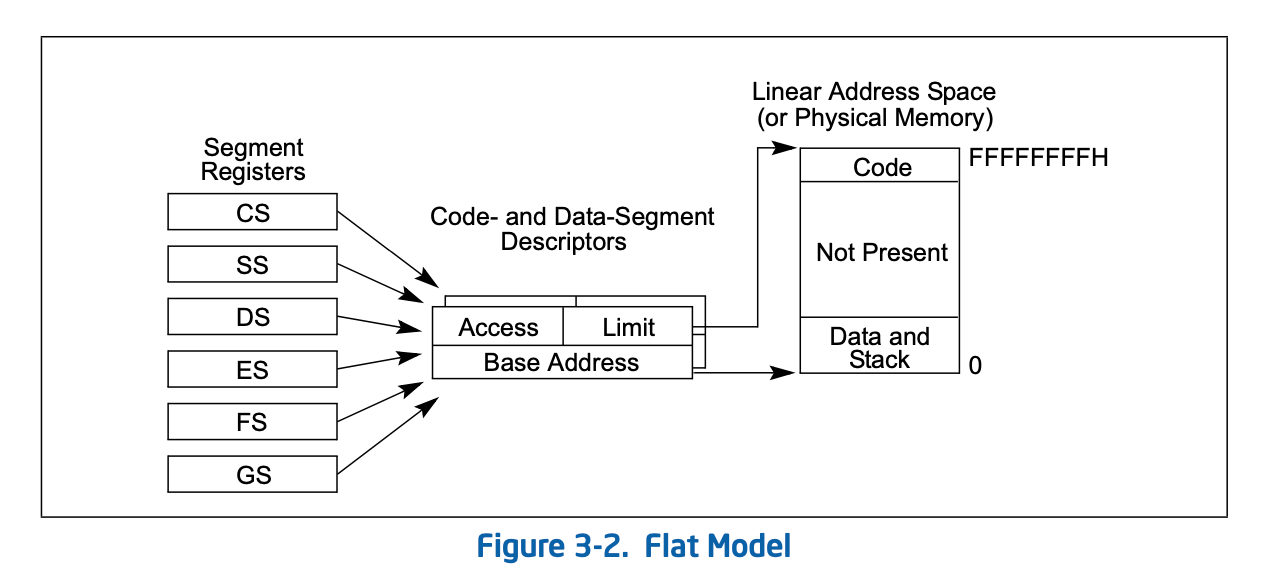 Linear Address Space
(or Physical Memory)
Segment
Registers
CS
SS
DS
ES
FS
GS
Code- and Data-Segment
Descriptors
Access
Limit
Base Address
FFFFFFFFH
Code
Not Present
Data and
Stack
0
Figure 3-2. Flat Model